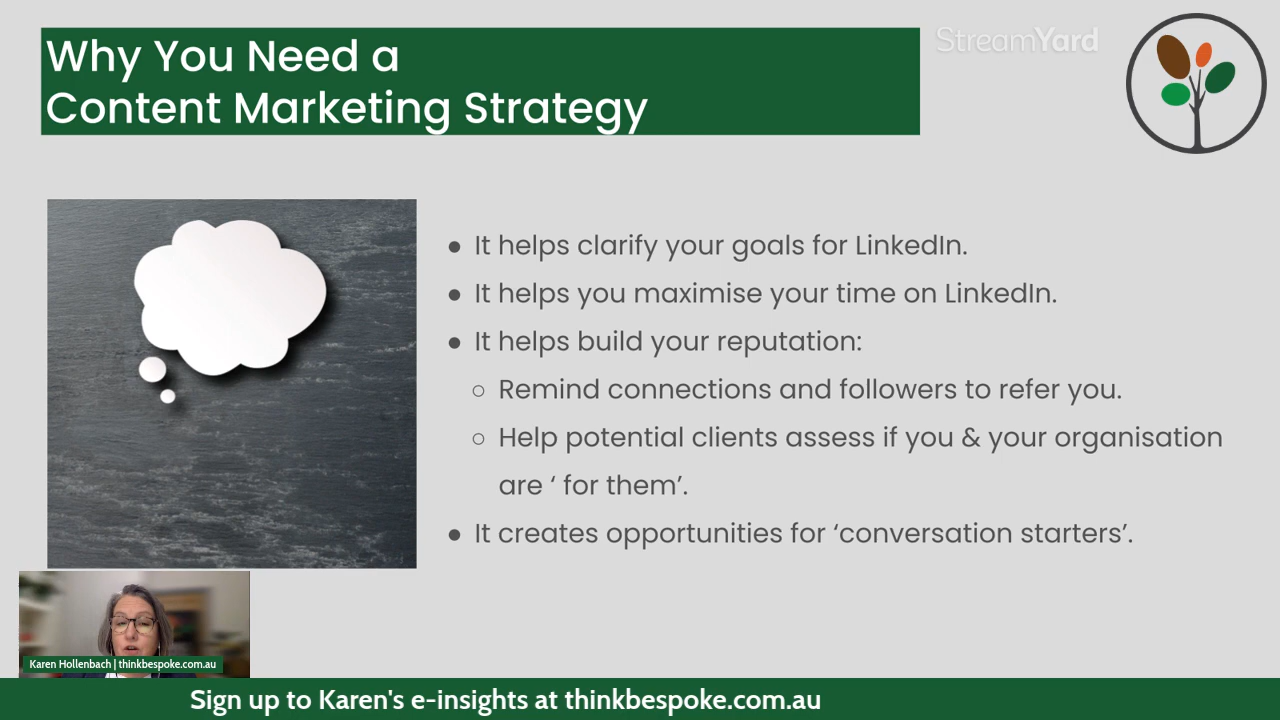 Why You Need a
Content Marketing Strategy
StreamYard
● It helps clarify your goals for LinkedIn.
● It helps you maximise your time on LinkedIn.
● It helps build your reputation:
○ Remind connections and followers to refer you.
○ Help potential clients assess if you & your organisation
are ‘ for them’.
● It creates opportunities for ‘conversation starters’.
Karen Hollenbach | thinkbespoke.com.au
Sign up to Karen's e-insights at thinkbespoke.com.au